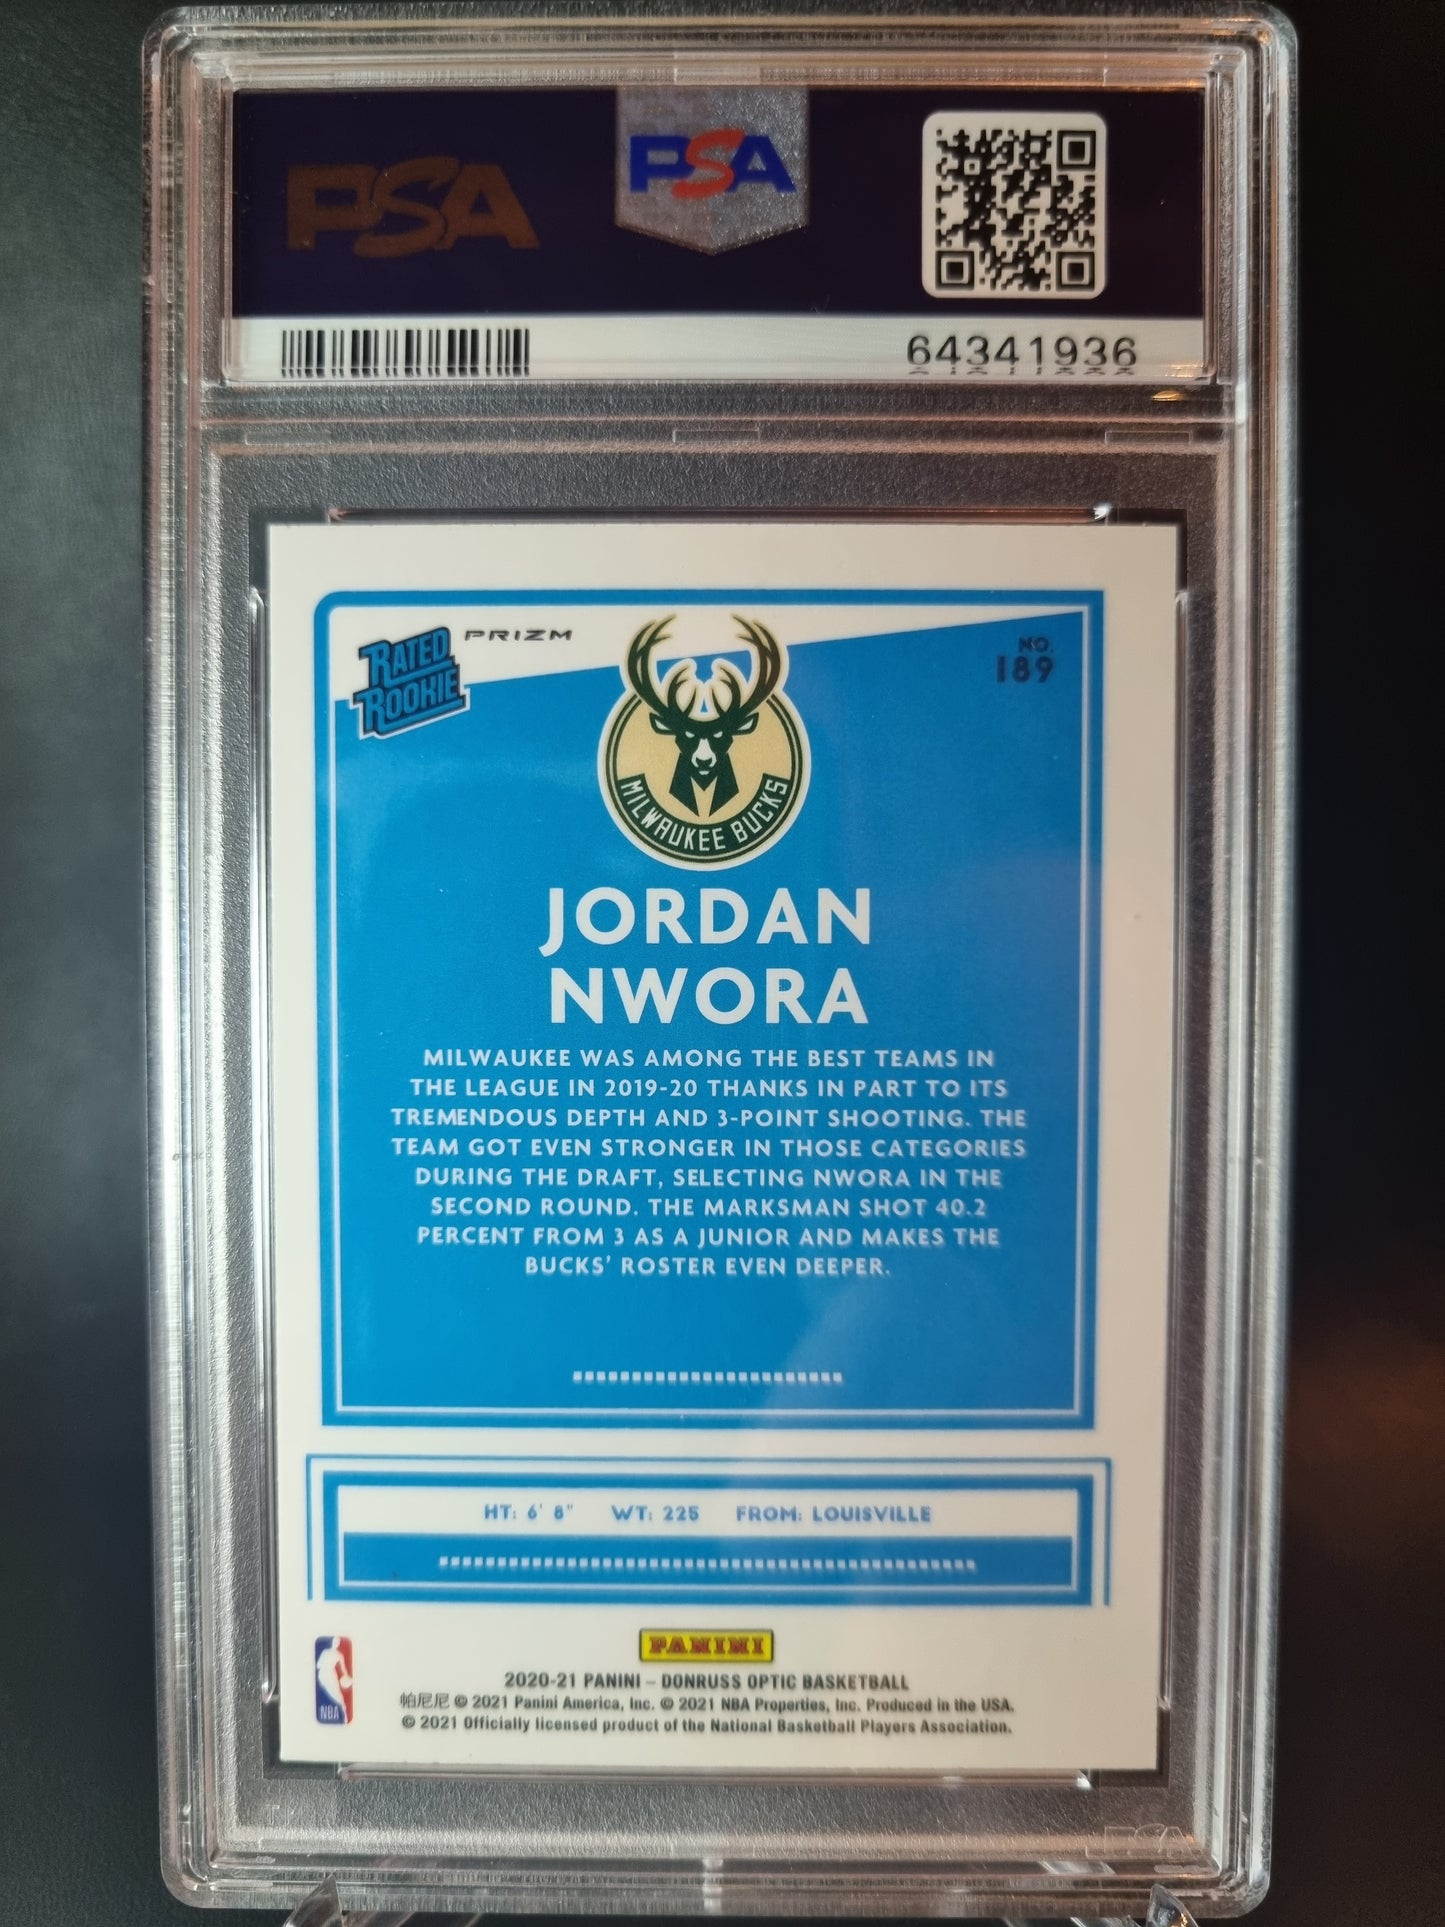 PSA
PSA
64341936
RATED
ROOKIE
PRIZM
NO.
189
MILWAUKEE BUCKS
JORDAN
NWORA
MILWAUKEE WAS AMONG THE BEST TEAMS IN
THE LEAGUE IN 2019-20 THANKS IN PART TO ITS
TREMENDOUS DEPTH AND 3-POINT SHOOTING. THE
TEAM GOT EVEN STRONGER IN THOSE CATEGORIES
DURING THE DRAFT, SELECTING NWORA IN THE
SECOND ROUND. THE MARKSMAN SHOT 40.2
PERCENT FROM 3 AS A JUNIOR AND MAKES THE
BUCKS' ROSTER EVEN DEEPER.
HT: 6' 8" WT: 225 FROM: LOUISVILLE
PANINI
2020-21 PANINI – DONRUSS OPTIC BASKETBALL
帕尼尼 © 2021 Panini America, Inc. © 2021 NBA Properties, Inc. Produced in the USA.
© 2021 Officially licensed product of the National Basketball Players Association.
NBA
PSA